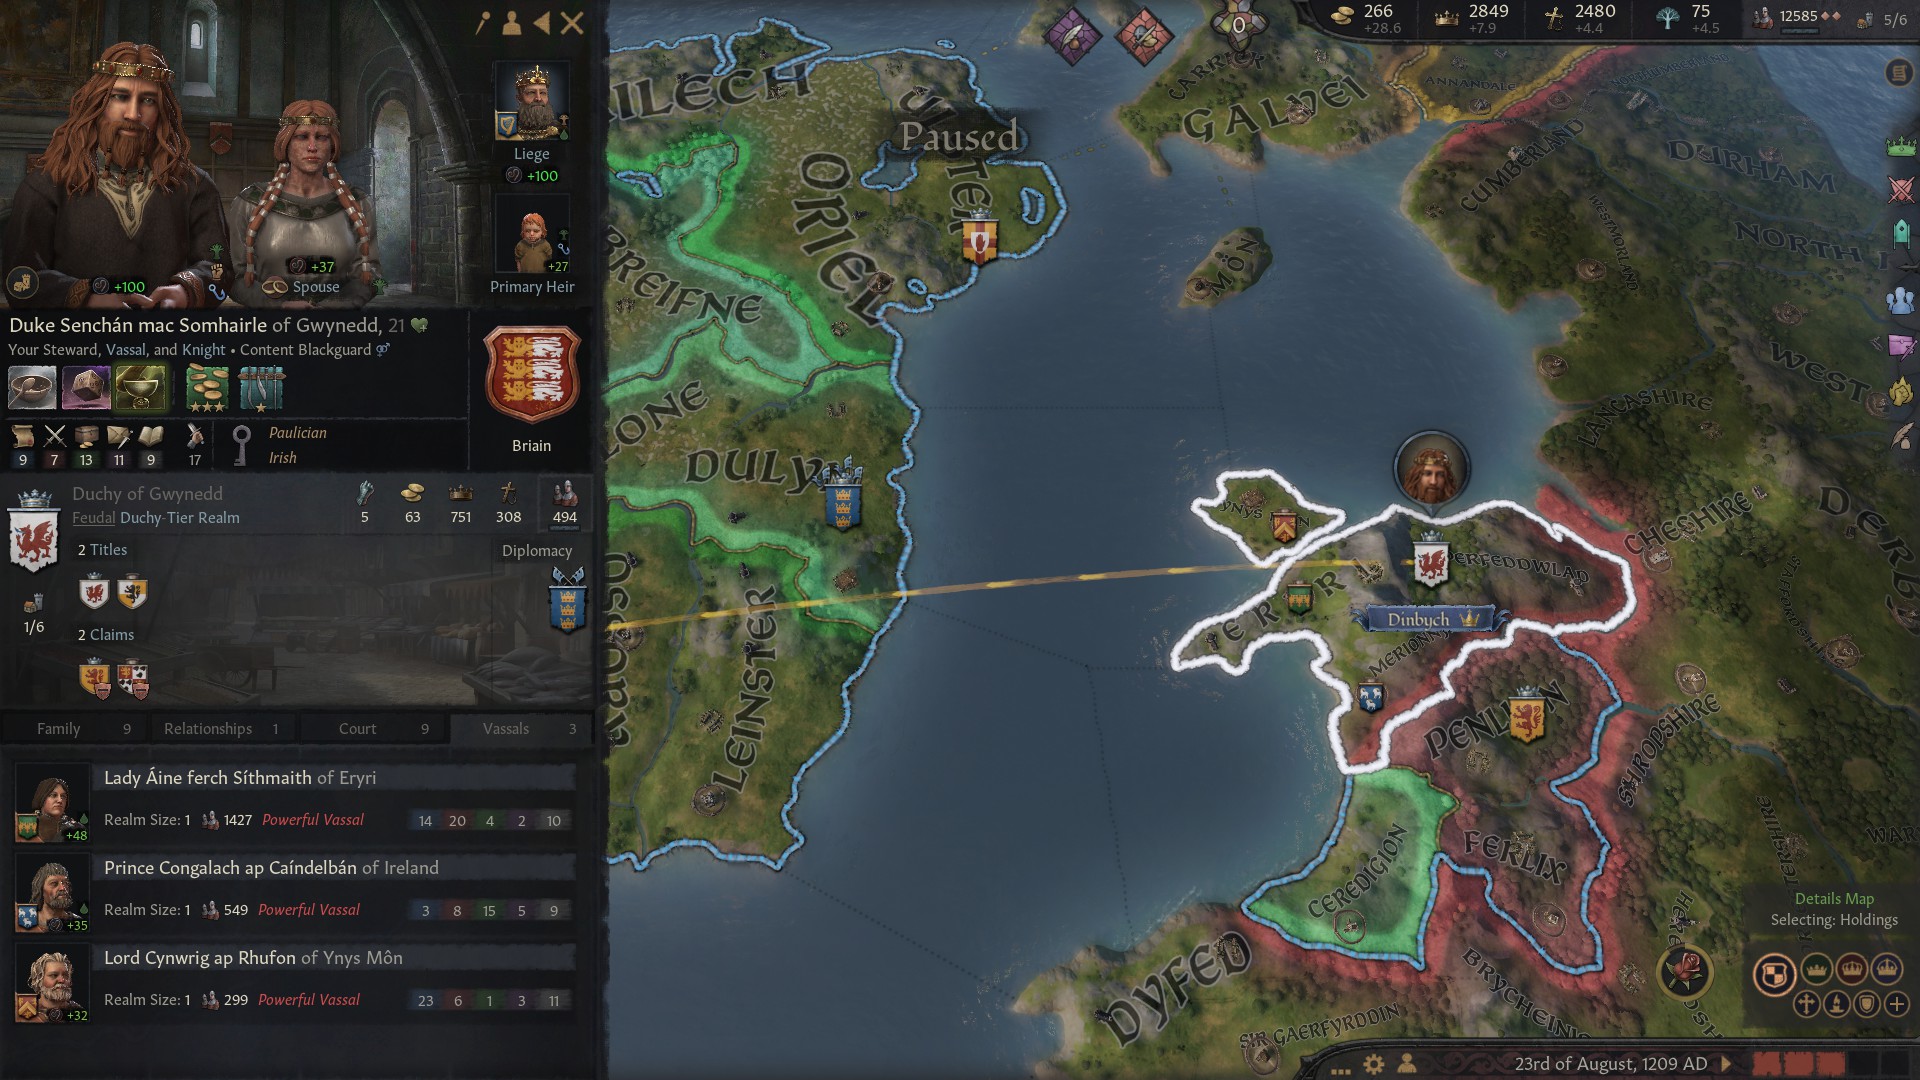 266
+28.6
2849
+7.9
2480
+4.4
75
+4.5
12585
5/6
0
Paused
Liege
+100
+100
+37
Spouse
+27
Primary Heir
Duke Senchán mac Somhairle of Gwynedd, 21
Your Steward, Vassal, and Knight • Content Blackguard
9 7 13 11 9 17
Paulician
Irish
Briain
Duchy of Gwynedd
Feudal Duchy-Tier Realm
5 63 751 308 494
2 Titles
Diplomacy
1/6
2 Claims
Family 9
Relationships 1
Court 9
Vassals 3
Lady Áine ferch Síthmaith of Eryri
Realm Size: 1 1427 Powerful Vassal
14 20 4 2 10
+48
Prince Congalach ap Caíndelbán of Ireland
Realm Size: 1 549 Powerful Vassal
3 8 15 5 9
+35
Lord Cynwrig ap Rhufon of Ynys Môn
Realm Size: 1 299 Powerful Vassal
23 6 1 3 11
+32
AILECH
CARRICK
GALVEI
ANNANDALE
CUMBERLAND
DURHAM
WESTMORLAND
NORTH
ORIEL
BREIFNE
MÖN
WEST
LANCASHIRE
DULYN
YNYS
PERFEDDWLAD
CHESHIRE
ERYRI
Dinbych
LEINSTER
PENLLYN
SHROPSHIRE
FERLIX
CEREDIGION
DYFED
SIR GAERFYRDDIN
Details Map
Selecting: Holdings
23rd of August, 1209 AD